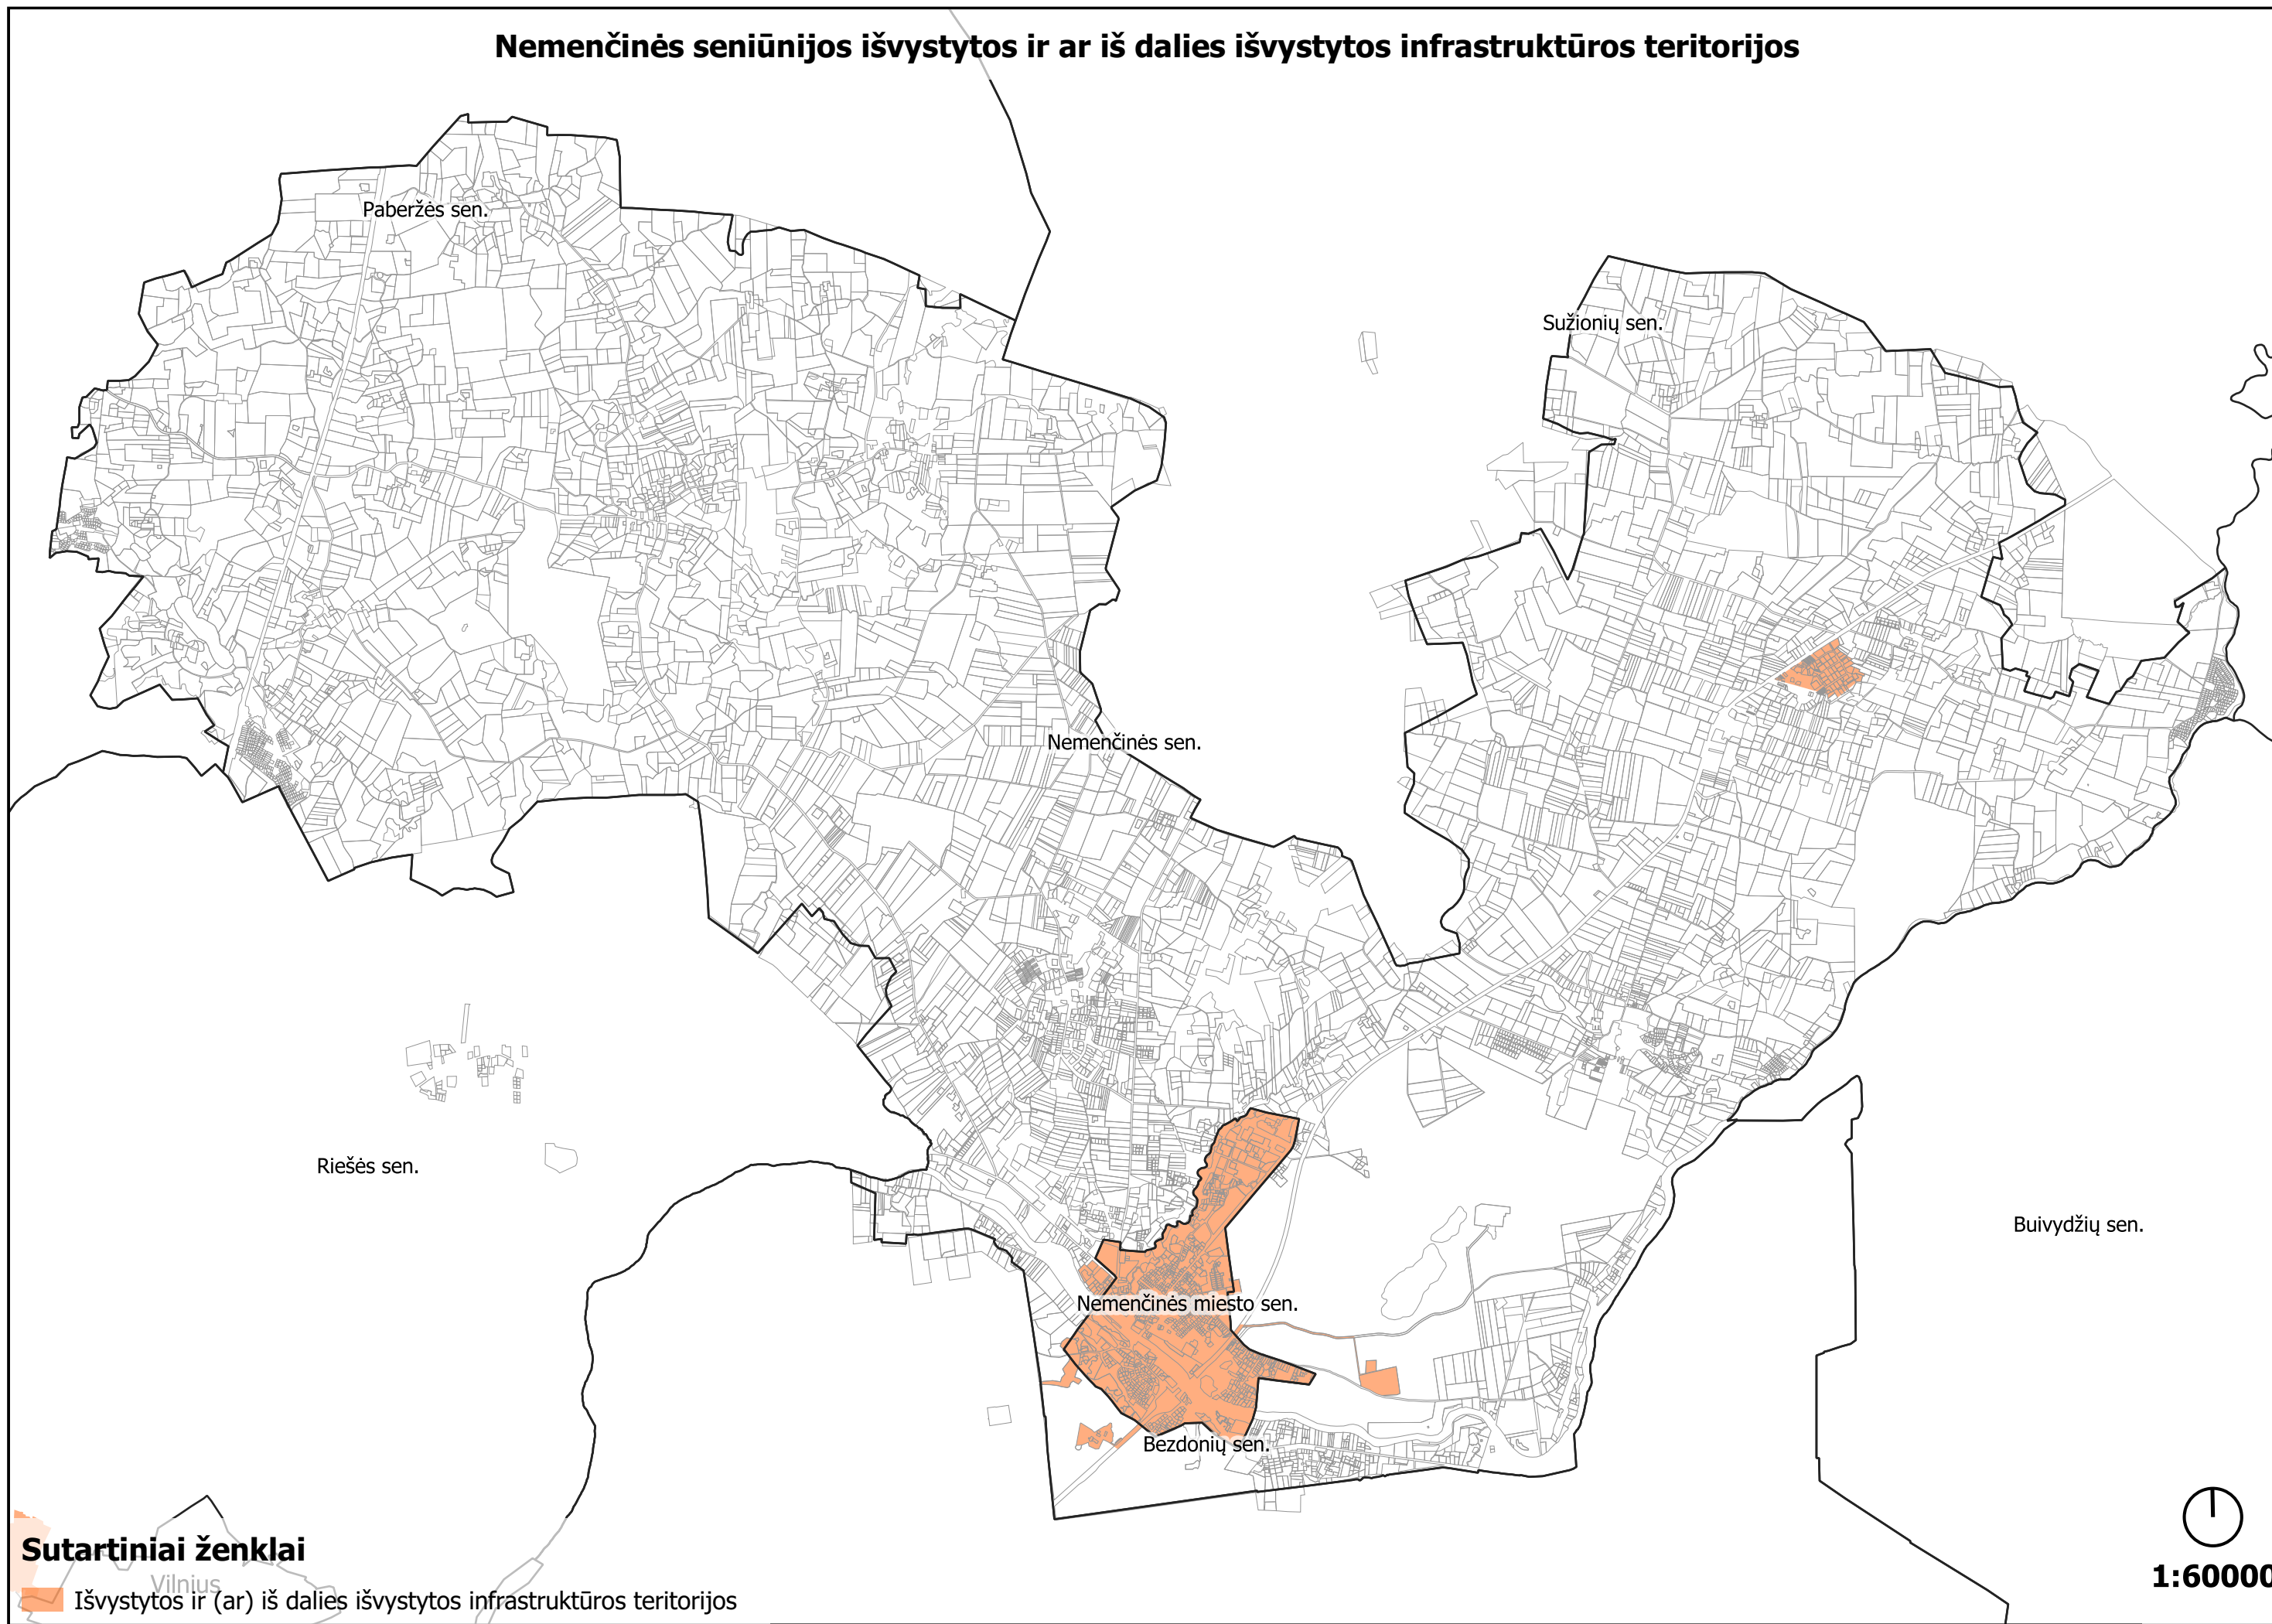 Nemenčinės seniūnijos išvystytos ir ar iš dalies išvystytos infrastruktūros teritorijos
Paberžės sen.
Sužionių sen.
Nemenčinės sen.
Riešės sen.
Buivydžių sen.
Nemenčinės miesto sen.
Bezdonių sen.
Sutartiniai ženklai
Vilnius
Išvystytos ir (ar) iš dalies išvystytos infrastruktūros teritorijos
1:60000